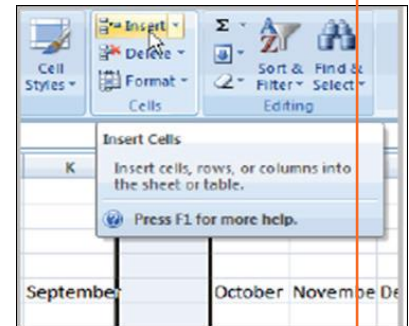 Insert
Delete
Format
Cell
Styles
Cells
Σ
Sort &
Filter
Find &
Select
Editing
Insert Cells
Insert cells, rows, or columns into
the sheet or table.
Press F1 for more help.
K
September October Novembe De